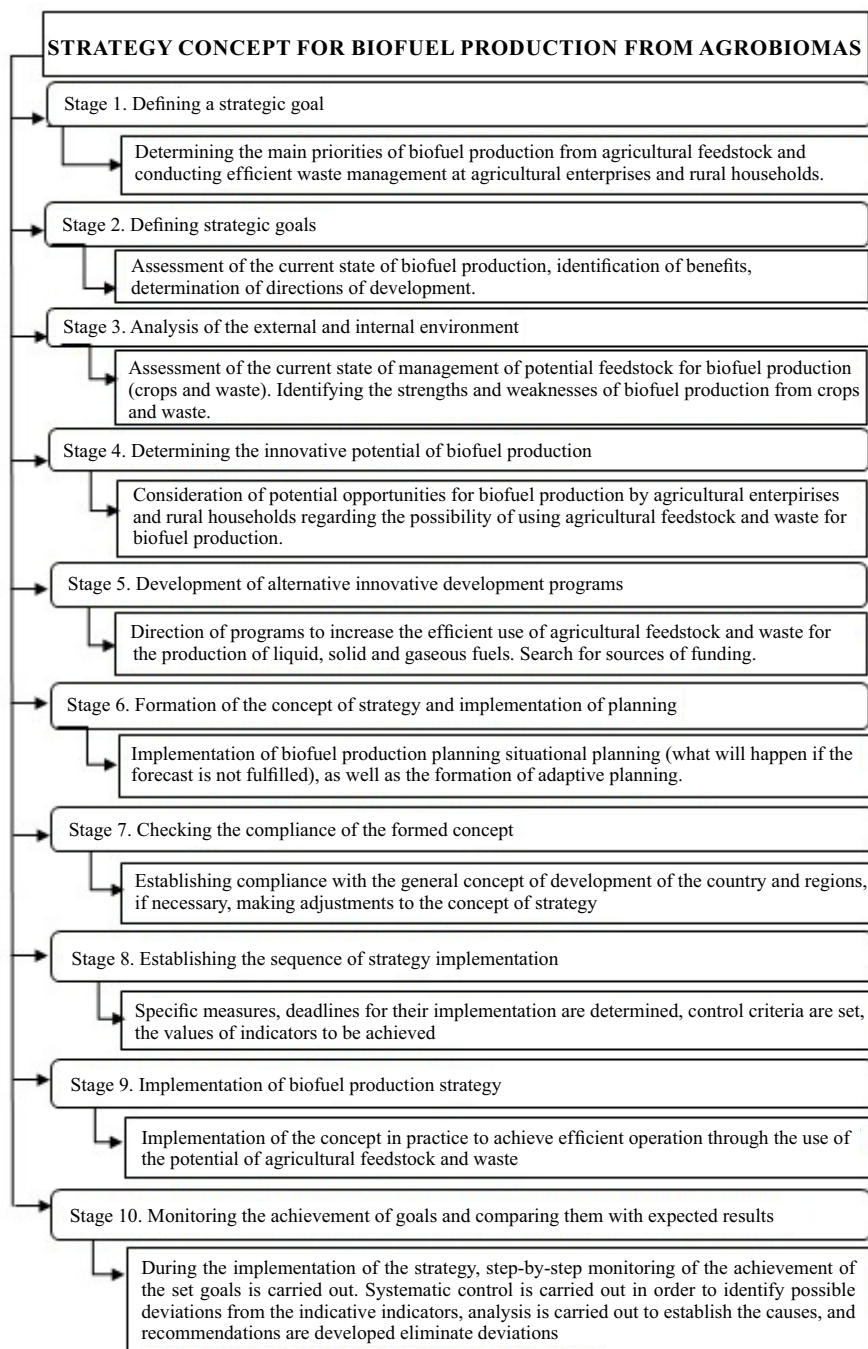 STRATEGY CONCEPT FOR BIOFUEL PRODUCTION FROM AGROBIOMAS
Stage 1. Defining a strategic goal
Determining the main priorities of biofuel production from agricultural feedstock and
conducting efficient waste management at agricultural enterprises and rural households.
Stage 2. Defining strategic goals
Assessment of the current state of biofuel production, identification of benefits,
determination of directions of development.
Stage 3. Analysis of the external and internal environment
Assessment of the current state of management of potential feedstock for biofuel production
(crops and waste). Identifying the strengths and weaknesses of biofuel production from crops
and waste.
Stage 4. Determining the innovative potential of biofuel production
Consideration of potential opportunities for biofuel production by agricultural enterpirises
and rural households regarding the possibility of using agricultural feedstock and waste for
biofuel production.
Stage 5. Development of alternative innovative development programs
Direction of programs to increase the efficient use of agricultural feedstock and waste for
the production of liquid, solid and gaseous fuels. Search for sources of funding.
Stage 6. Formation of the concept of strategy and implementation of planning
Implementation of biofuel production planning situational planning (what will happen if the
forecast is not fulfilled), as well as the formation of adaptive planning.
Stage 7. Checking the compliance of the formed concept
Establishing compliance with the general concept of development of the country and regions,
if necessary, making adjustments to the concept of strategy
Stage 8. Establishing the sequence of strategy implementation
Specific measures, deadlines for their implementation are determined, control criteria are set,
the values of indicators to be achieved
Stage 9. Implementation of biofuel production strategy
Implementation of the concept in practice to achieve efficient operation through the use of
the potential of agricultural feedstock and waste
Stage 10. Monitoring the achievement of goals and comparing them with expected results
During the implementation of the strategy, step-by-step monitoring of the achievement of
the set goals is carried out. Systematic control is carried out in order to identify possible
deviations from the indicative indicators, analysis is carried out to establish the causes, and
recommendations are developed eliminate deviations